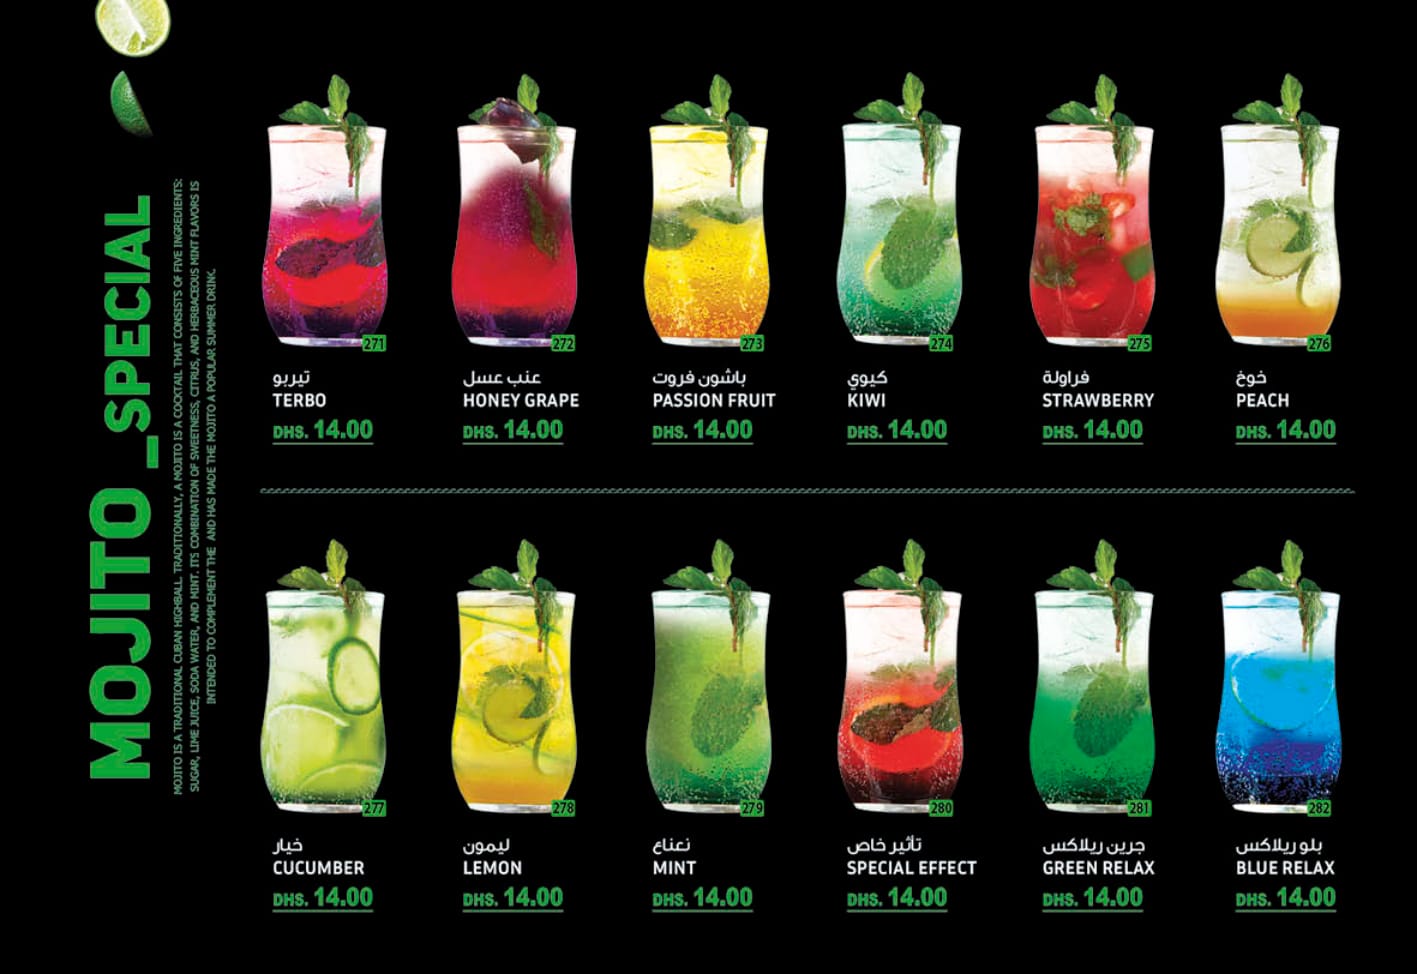 MOJITO _SPECIAL
MOJITO IS A TRADITIONAL CUBAN HIGHBALL. TRADITIONALLY, A MOJITO IS A COCKTAIL THAT CONSISTS OF FIVE INGREDIENTS:
SUGAR, LIME JUICE, SODA WATER, AND MINT. ITS COMBINATION OF SWEETNESS, CITRUS, AND HERBACEOUS MINT FLAVORS IS
INTENDED TO COMPLEMENT THE AND HAS MADE THE MOJITO A POPULAR SUMMER DRINK.
271
تيربو
TERBO
DHS. 14.00
272
عنب عسل
HONEY GRAPE
DHS. 14.00
273
باشون فروت
PASSION FRUIT
DHS. 14.00
274
كيوي
KIWI
DHS. 14.00
275
فراولة
STRAWBERRY
DHS. 14.00
276
خوخ
PEACH
DHS. 14.00
277
خيار
CUCUMBER
DHS. 14.00
278
ليمون
LEMON
DHS. 14.00
279
نعناع
MINT
DHS. 14.00
280
تأثير خاص
SPECIAL EFFECT
DHS. 14.00
281
جرين ريلاكس
GREEN RELAX
DHS. 14.00
282
بلو ريلاكس
BLUE RELAX
DHS. 14.00